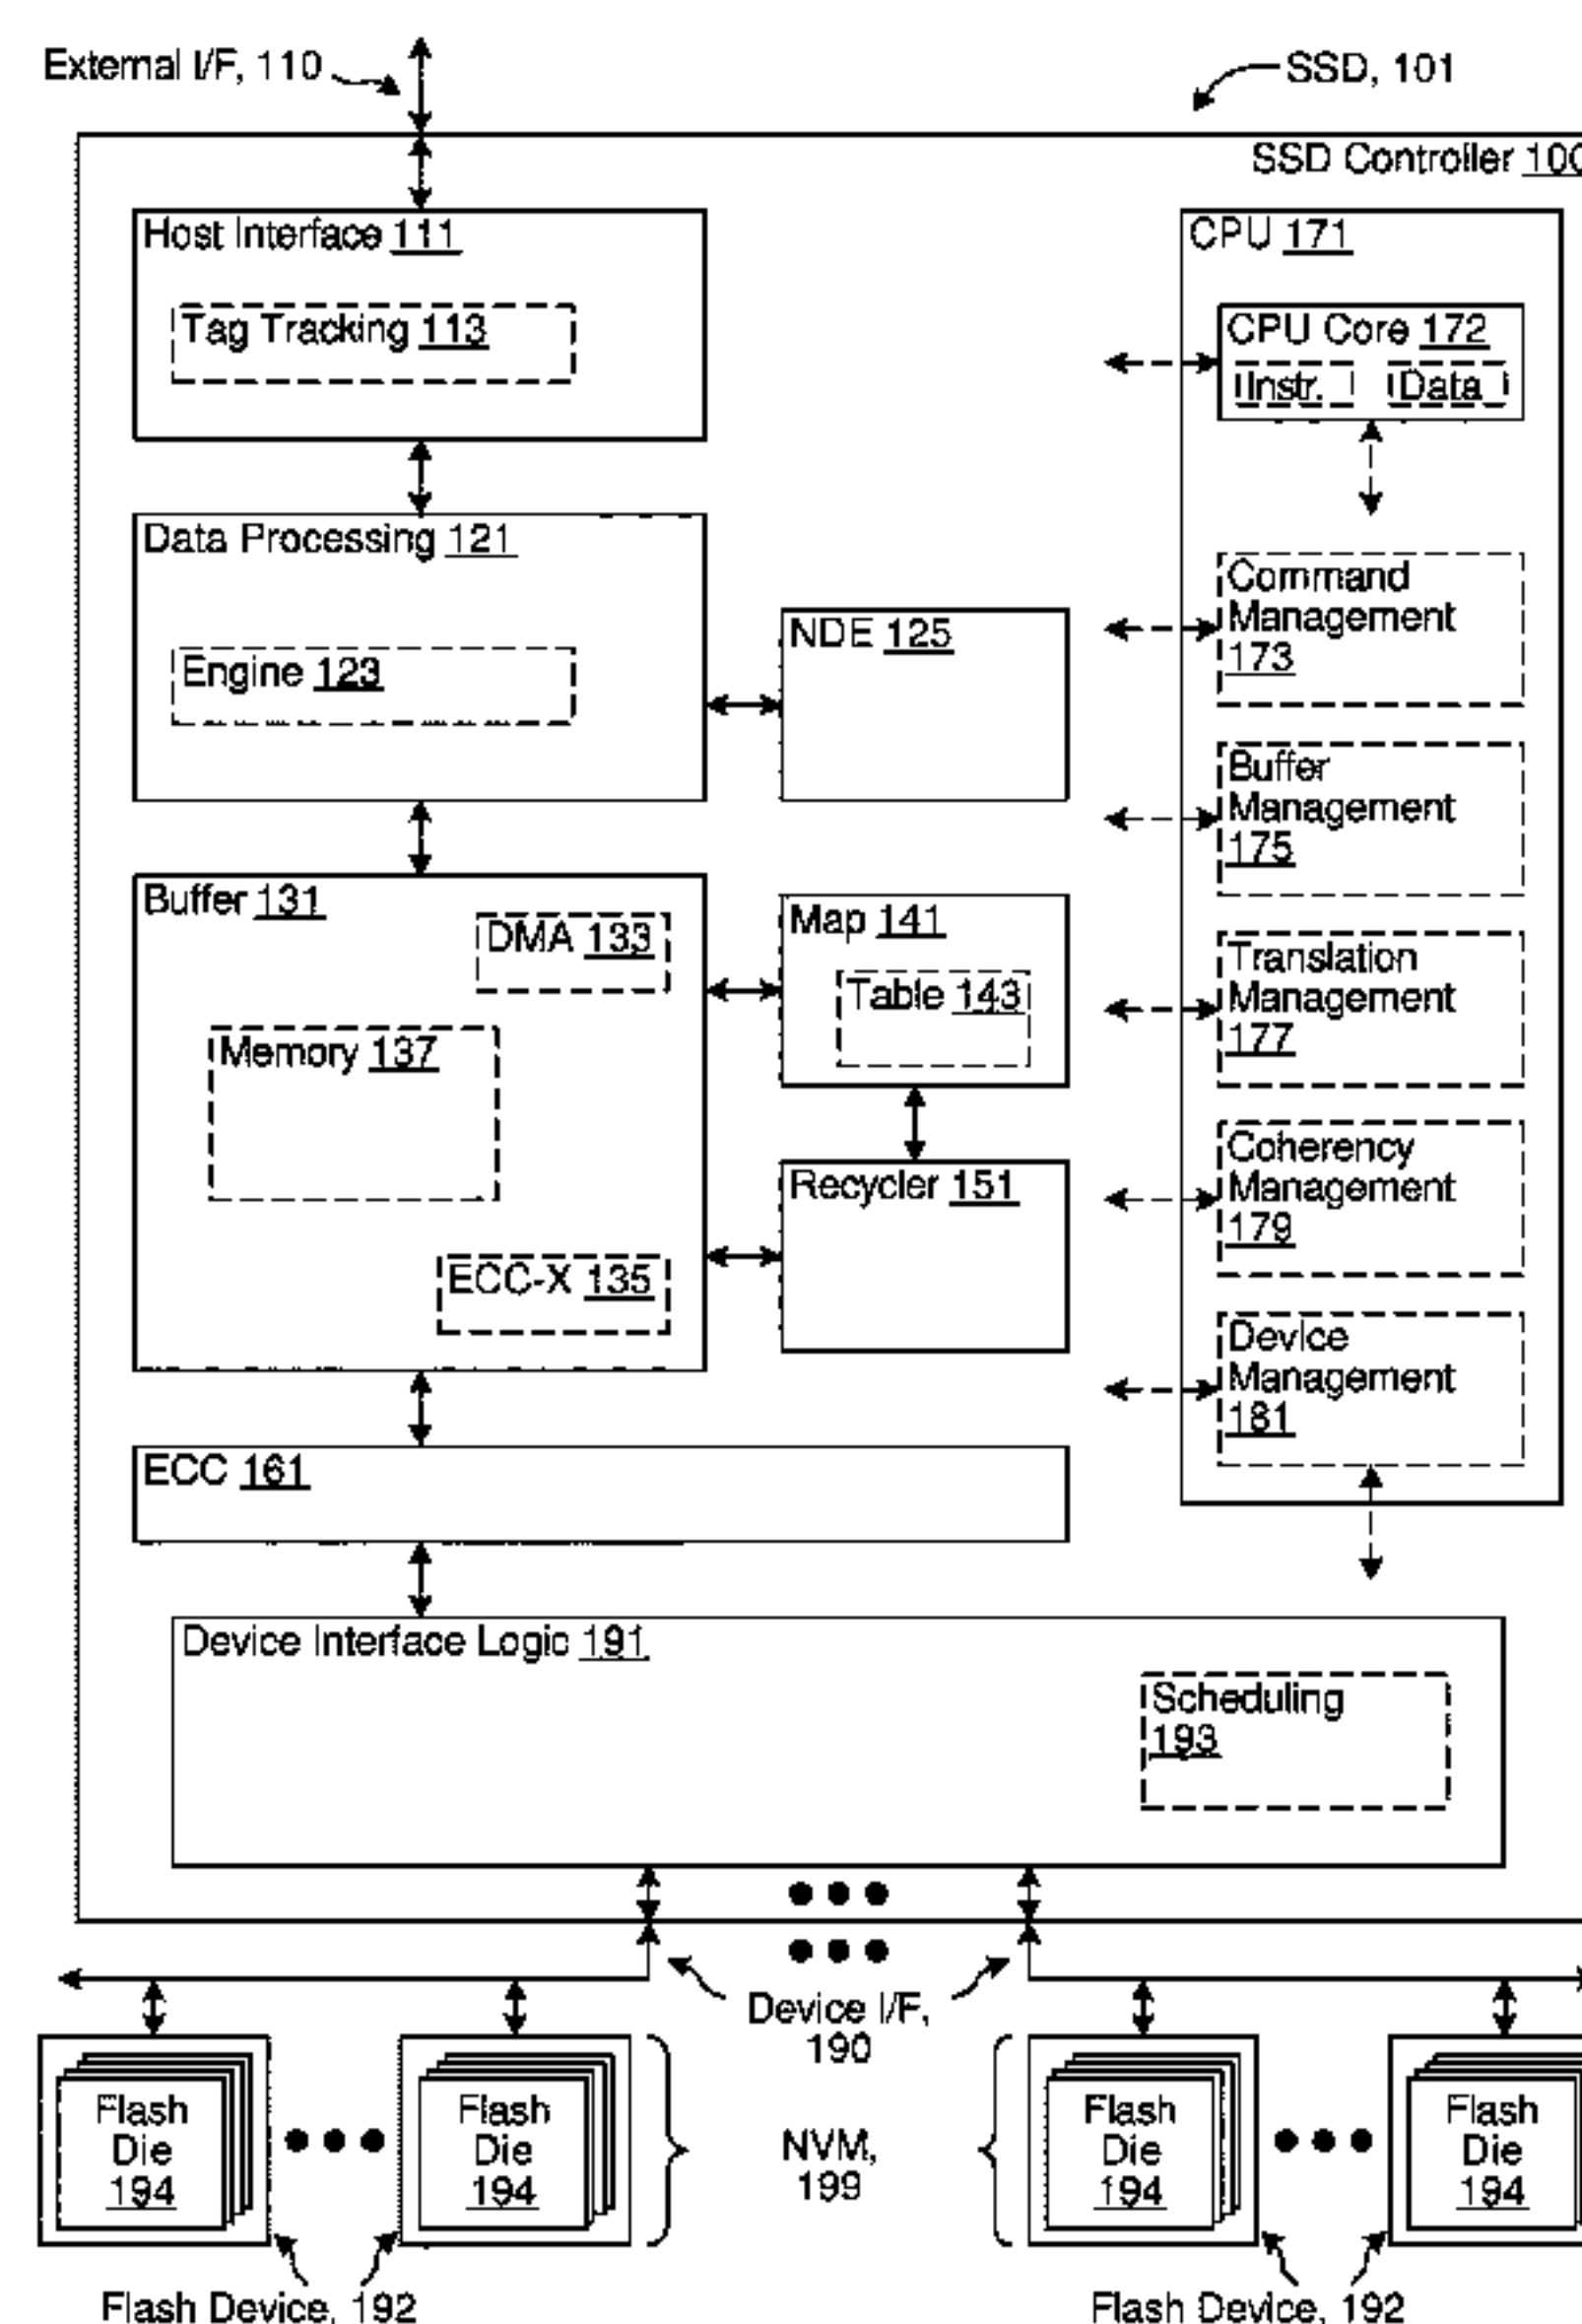 External I/F, 110
SSD, 101
SSD Controller 100
Host Interface 111
Tag Tracking 113
CPU 171
CPU Core 172
Instr. Data
Data Processing 121
Engine 123
NDE 125
Command
Management
173
Buffer
Management
175
Buffer 131
DMA 133
Memory 137
ECC-X 135
Map 141
Table 143
Recycler 151
Translation
Management
177
Coherency
Management
179
Device
Management
181
ECC 161
Device Interface Logic 191
Scheduling
193
Device I/F,
190
Flash
Die
194
Flash
Die
194
NVM,
199
Flash
Die
194
Flash
Die
194
Flash Device, 192
Flash Device, 192